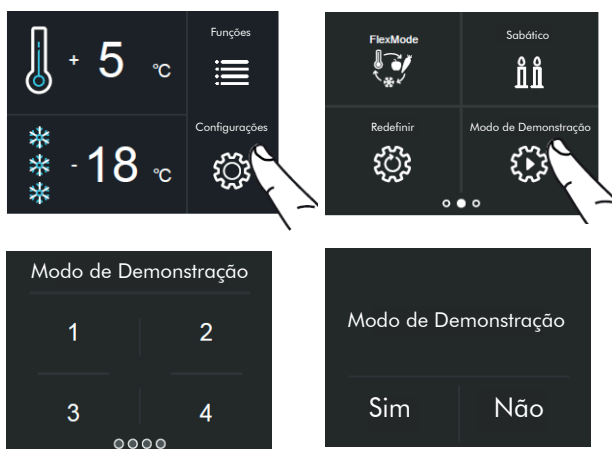 Funções
+ 5 °C
Configurações
- 18 °C
FlexMode
Sabático
Redefinir
Modo de Demonstração
Modo de Demonstração
1 2
3 4
Modo de Demonstração
Sim Não